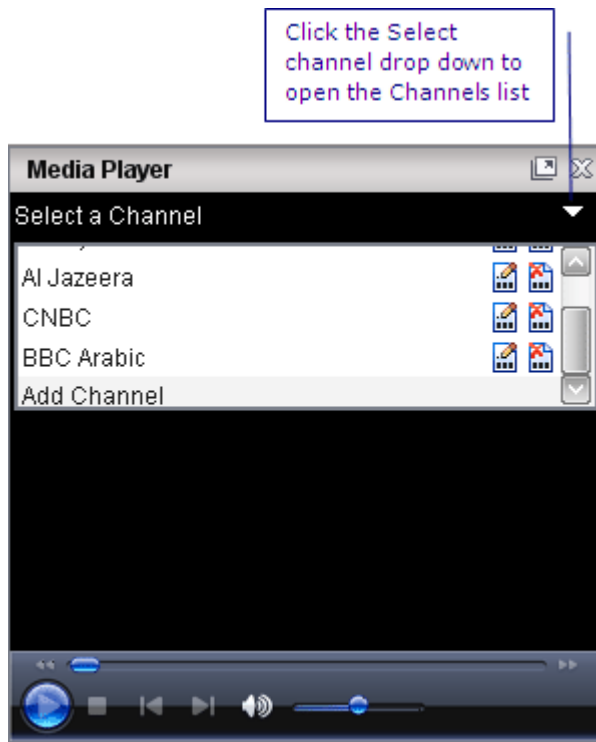 Click the Select
channel drop down to
open the Channels list
Media Player
Select a Channel
Al Jazeera
CNBC
BBC Arabic
Add Channel